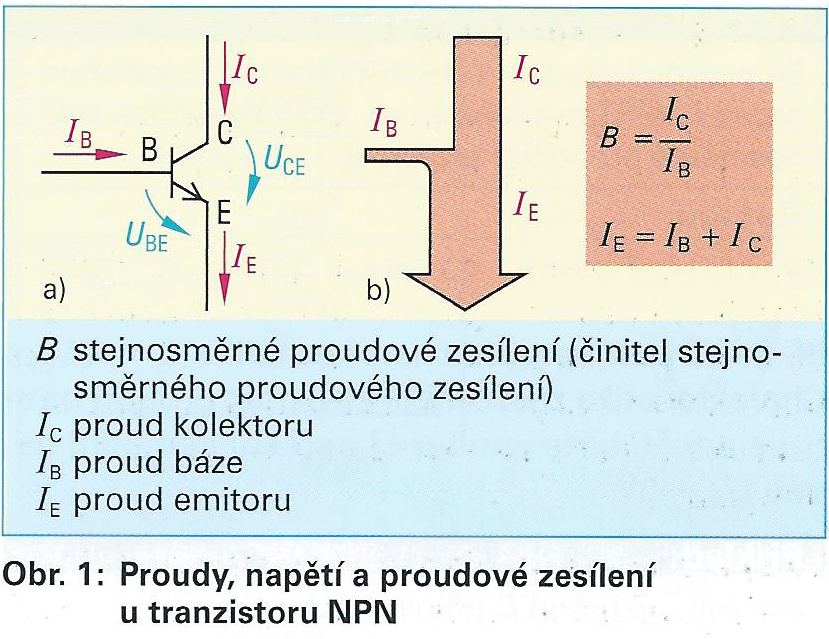 I_C
I_B
B
C
U_CE
U_BE
E
I_E
a)
I_C
I_B
I_E
b)
B = I_C / I_B
I_E = I_B + I_C
B stejnosměrné proudové zesílení (činitel stejno-
směrného proudového zesílení)
I_C proud kolektoru
I_B proud báze
I_E proud emitoru
Obr. 1: Proudy, napětí a proudové zesílení
u tranzistoru NPN